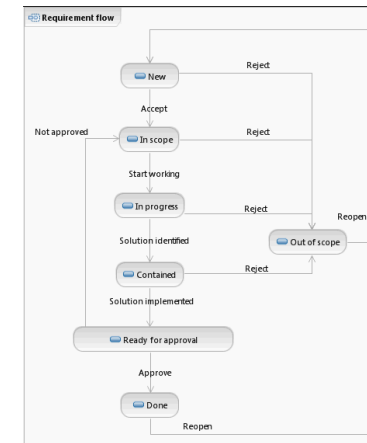 Requirement flow
New
Reject
Accept
Not approved
In scope
Reject
Start working
In progress
Reject
Reopen
Solution identified
Out of scope
Contained
Reject
Solution implemented
Ready for approval
Approve
Done
Reopen